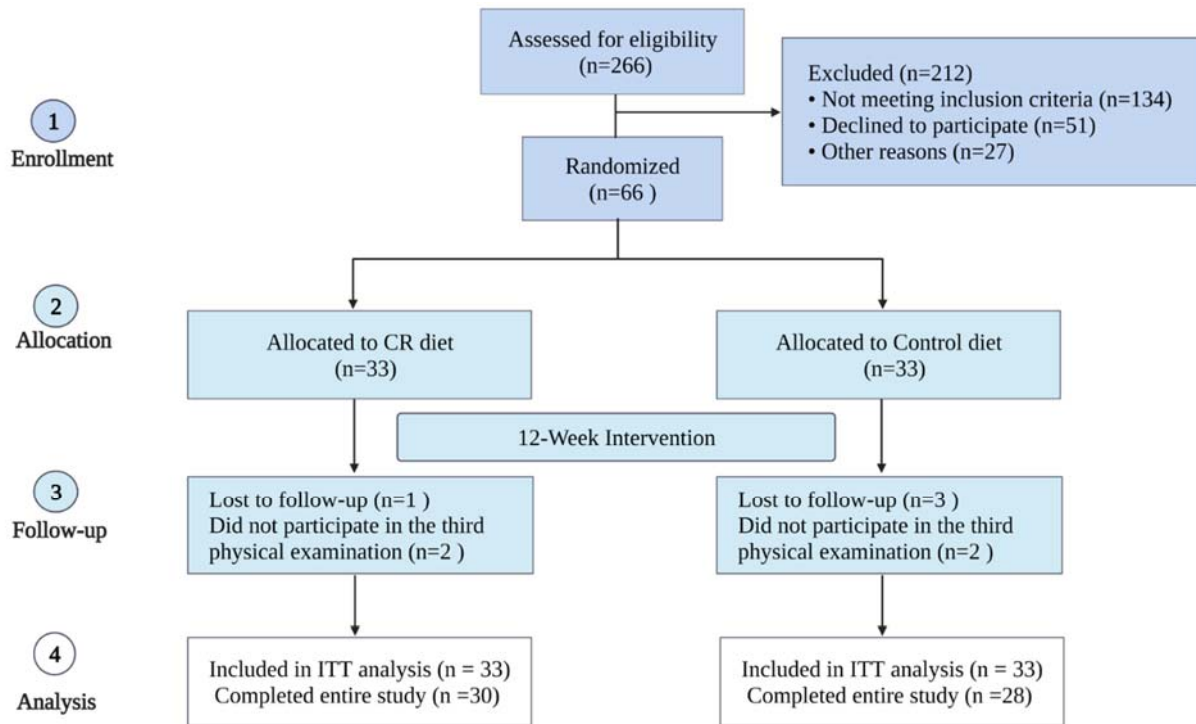 Assessed for eligibility
(n=266)
Excluded (n=212)
• Not meeting inclusion criteria (n=134)
• Declined to participate (n=51)
• Other reasons (n=27)
1
Enrollment
Randomized
(n=66 )
2
Allocation
Allocated to CR diet
(n=33)
Allocated to Control diet
(n=33)
12-Week Intervention
3
Follow-up
Lost to follow-up (n=1 )
Did not participate in the third
physical examination (n=2 )
Lost to follow-up (n=3 )
Did not participate in the third
physical examination (n=2 )
4
Analysis
Included in ITT analysis (n = 33)
Completed entire study (n =30)
Included in ITT analysis (n = 33)
Completed entire study (n =28)